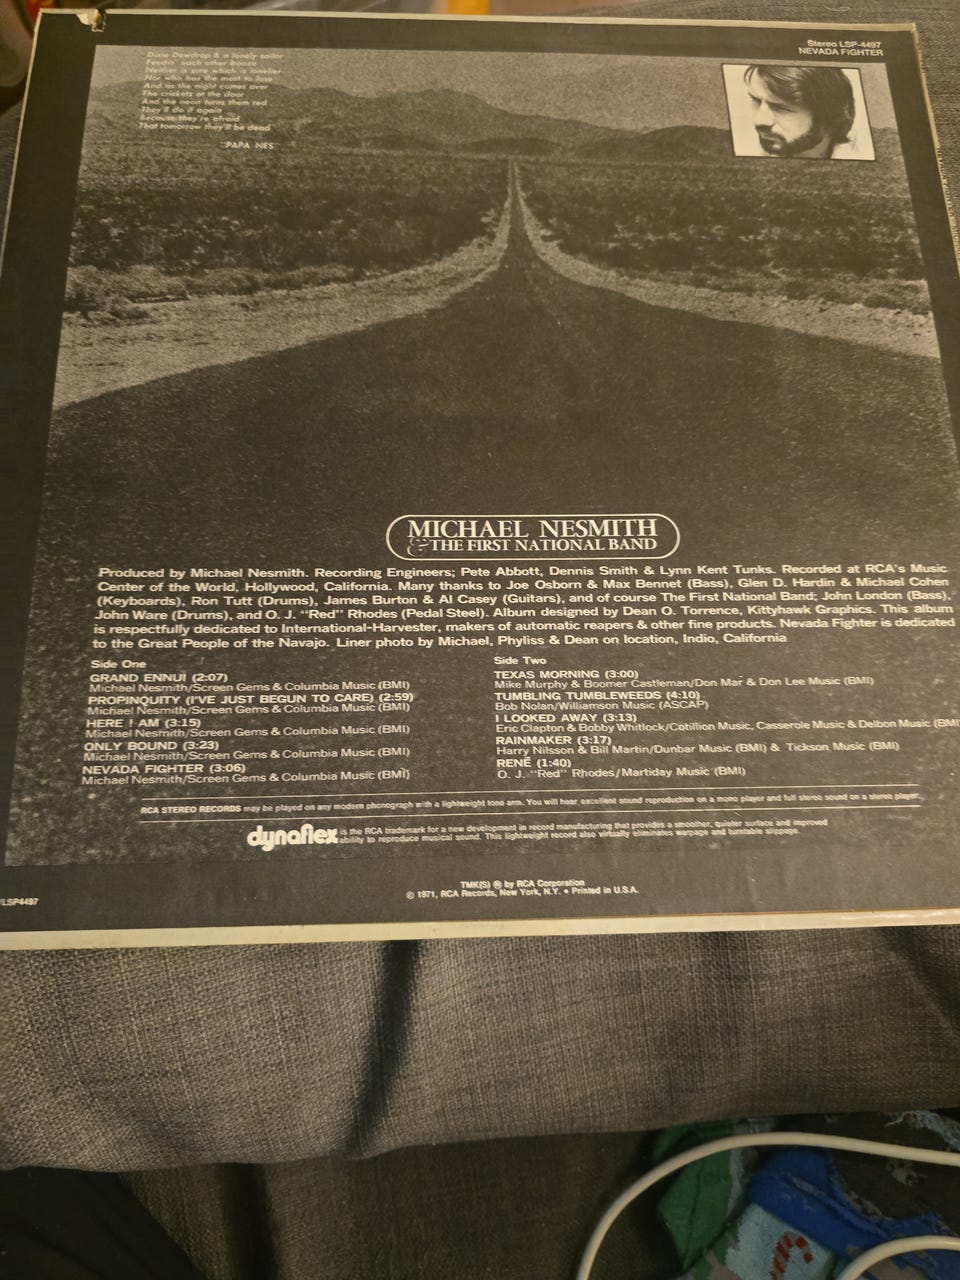 Stereo LSP-4497
NEVADA FIGHTER
Dixie Dewdrop & a lonely sailor
Feedin' each other booze
Neither is sure which is lonelier
Nor who has the most to lose
And as the night comes over
The crickets at the door
And the neon turns them red
They'll do it again
Because they're afraid
That tomorrow they'll be dead
"PAPA NES"
MICHAEL NESMITH
& THE FIRST NATIONAL BAND
Produced by Michael Nesmith. Recording Engineers; Pete Abbott, Dennis Smith & Lynn Kent Tunks. Recorded at RCA's Music
Center of the World, Hollywood, California. Many thanks to Joe Osborn & Max Bennet (Bass), Glen D. Hardin & Michael Cohen
(Keyboards), Ron Tutt (Drums), James Burton & Al Casey (Guitars), and of course The First National Band; John London (Bass),
John Ware (Drums), and O. J. "Red" Rhodes (Pedal Steel). Album designed by Dean O. Torrence, Kittyhawk Graphics. This album
is respectfully dedicated to International-Harvester, makers of automatic reapers & other fine products. Nevada Fighter is dedicated
to the Great People of the Navajo. Liner photo by Michael, Phyliss & Dean on location, Indio, California
Side One
GRAND ENNUI (2:07)
Michael Nesmith/Screen Gems & Columbia Music (BMI)
PROPINQUITY (I'VE JUST BEGUN TO CARE) (2:59)
Michael Nesmith/Screen Gems & Columbia Music (BMI)
HERE I AM (3:15)
Michael Nesmith/Screen Gems & Columbia Music (BMI)
ONLY BOUND (3:23)
Michael Nesmith/Screen Gems & Columbia Music (BMI)
NEVADA FIGHTER (3:06)
Michael Nesmith/Screen Gems & Columbia Music (BMI)
Side Two
TEXAS MORNING (3:00)
Mike Murphy & Boomer Castleman/Don Mar & Don Lee Music (BMI)
TUMBLING TUMBLEWEEDS (4:10)
Bob Nolan/Williamson Music (ASCAP)
I LOOKED AWAY (3:13)
Eric Clapton & Bobby Whitlock/Cotillion Music, Casserole Music & Delbon Music (BMI)
RAINMAKER (3:17)
Harry Nilsson & Bill Martin/Dunbar Music (BMI) & Tickson Music (BMI)
RENÉ (1:40)
O. J. "Red" Rhodes/Martiday Music (BMI)
RCA STEREO RECORDS may be played on any modern phonograph with a lightweight tone arm. You will hear excellent sound reproduction on a mono player and full stereo sound on a stereo player.
dynaflex is the RCA trademark for a new development in record manufacturing that provides a smoother, quieter surface and improved
ability to reproduce musical sound. This lightweight record also virtually eliminates warpage and turntable slippage.
TMK(S) ® by RCA Corporation
© 1971, RCA Records, New York, N.Y. • Printed in U.S.A.
LSP4497